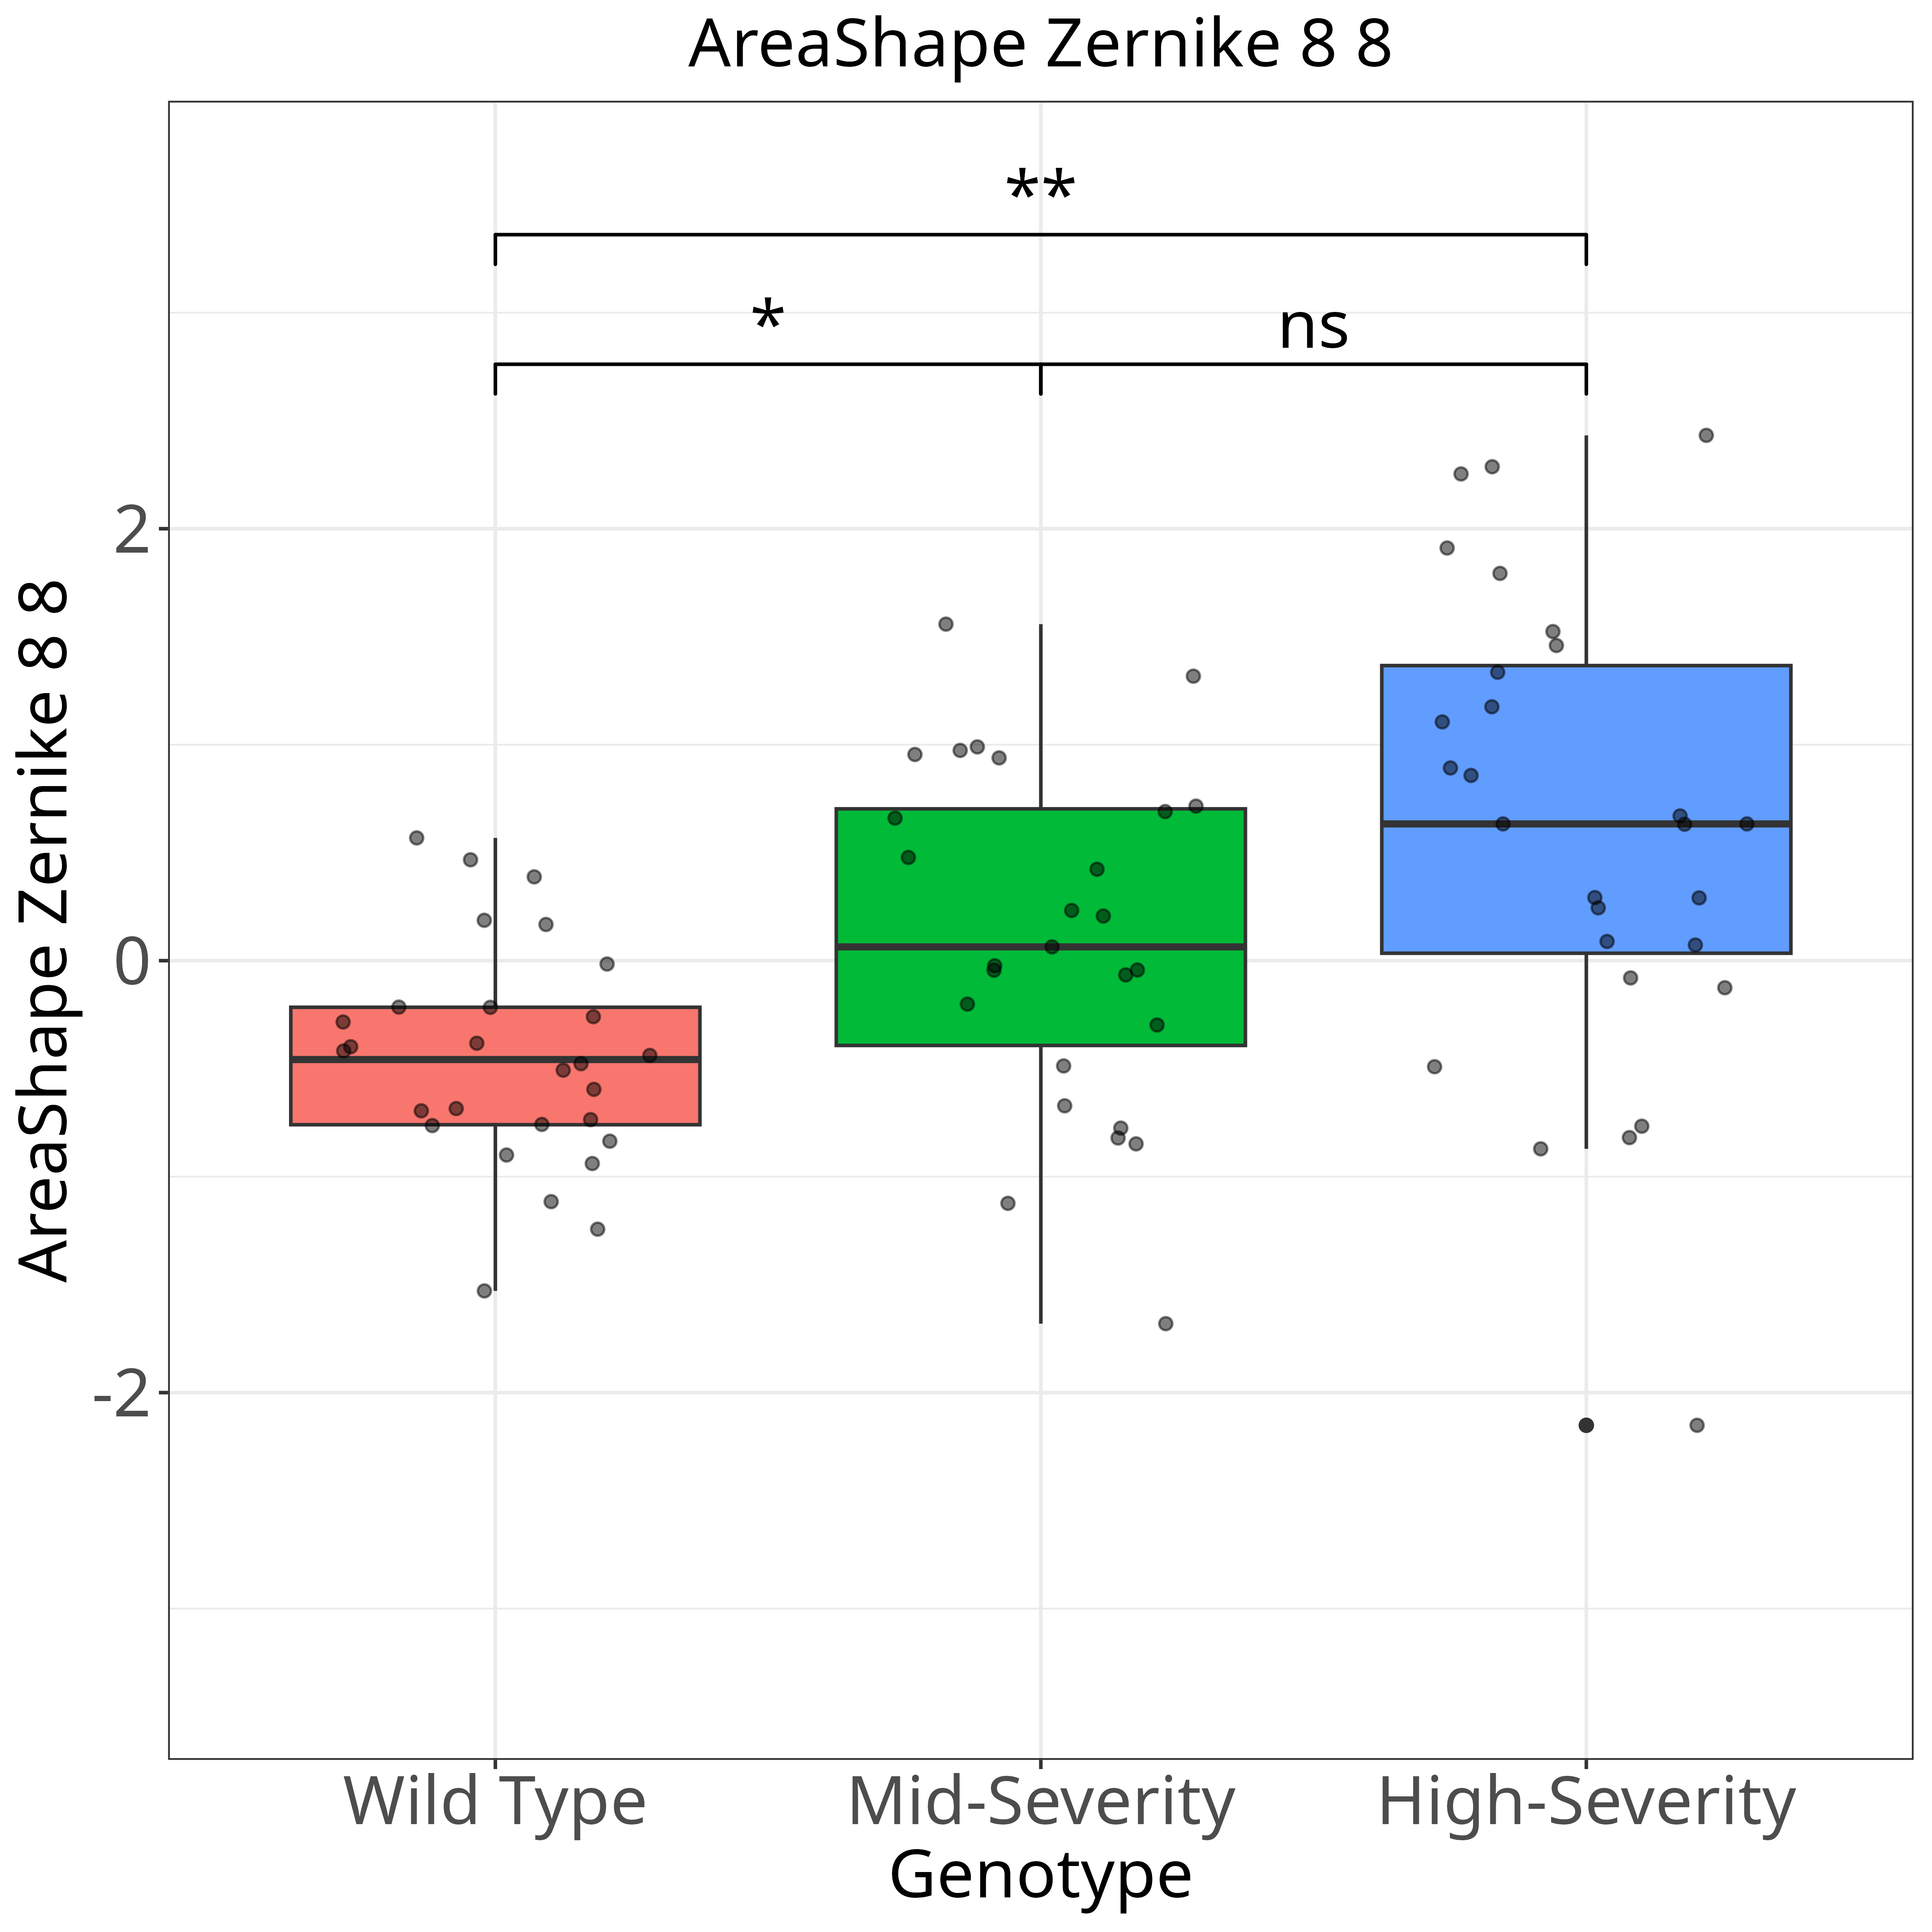 AreaShape Zernike 8 8
**
*
ns
AreaShape Zernike 8 8
2
0
-2
Wild Type
Mid-Severity
High-Severity
Genotype